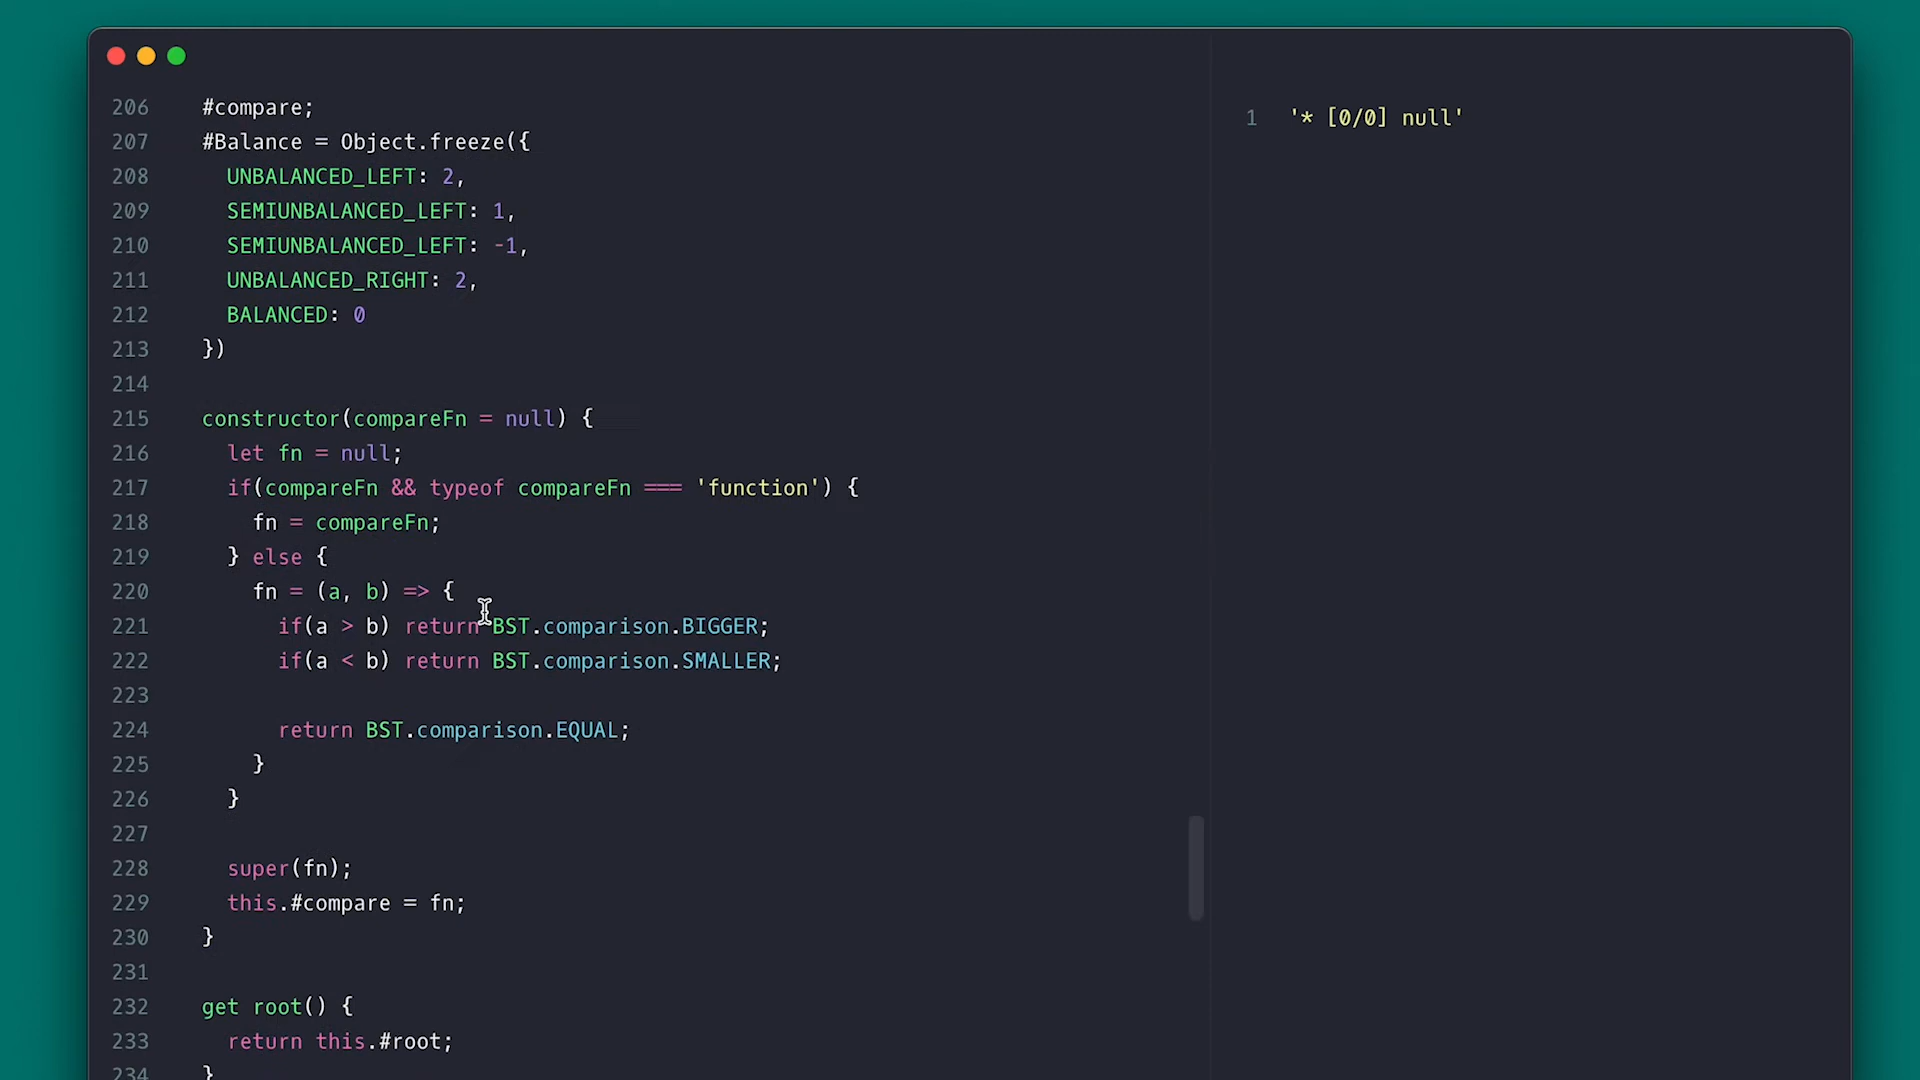 206 #compare;
207 #Balance = Object.freeze({
208 UNBALANCED_LEFT: 2,
209 SEMIUNBALANCED_LEFT: 1,
210 SEMIUNBALANCED_LEFT: -1,
211 UNBALANCED_RIGHT: 2,
212 BALANCED: 0
213 })
214
215 constructor(compareFn = null) {
216 let fn = null;
217 if(compareFn && typeof compareFn === 'function') {
218 fn = compareFn;
219 } else {
220 fn = (a, b) => {
221 if(a > b) return BST.comparison.BIGGER;
222 if(a < b) return BST.comparison.SMALLER;
223
224 return BST.comparison.EQUAL;
225 }
226 }
227
228 super(fn);
229 this.#compare = fn;
230 }
231
232 get root() {
233 return this.#root;
234 }
1 '* [0/0] null'